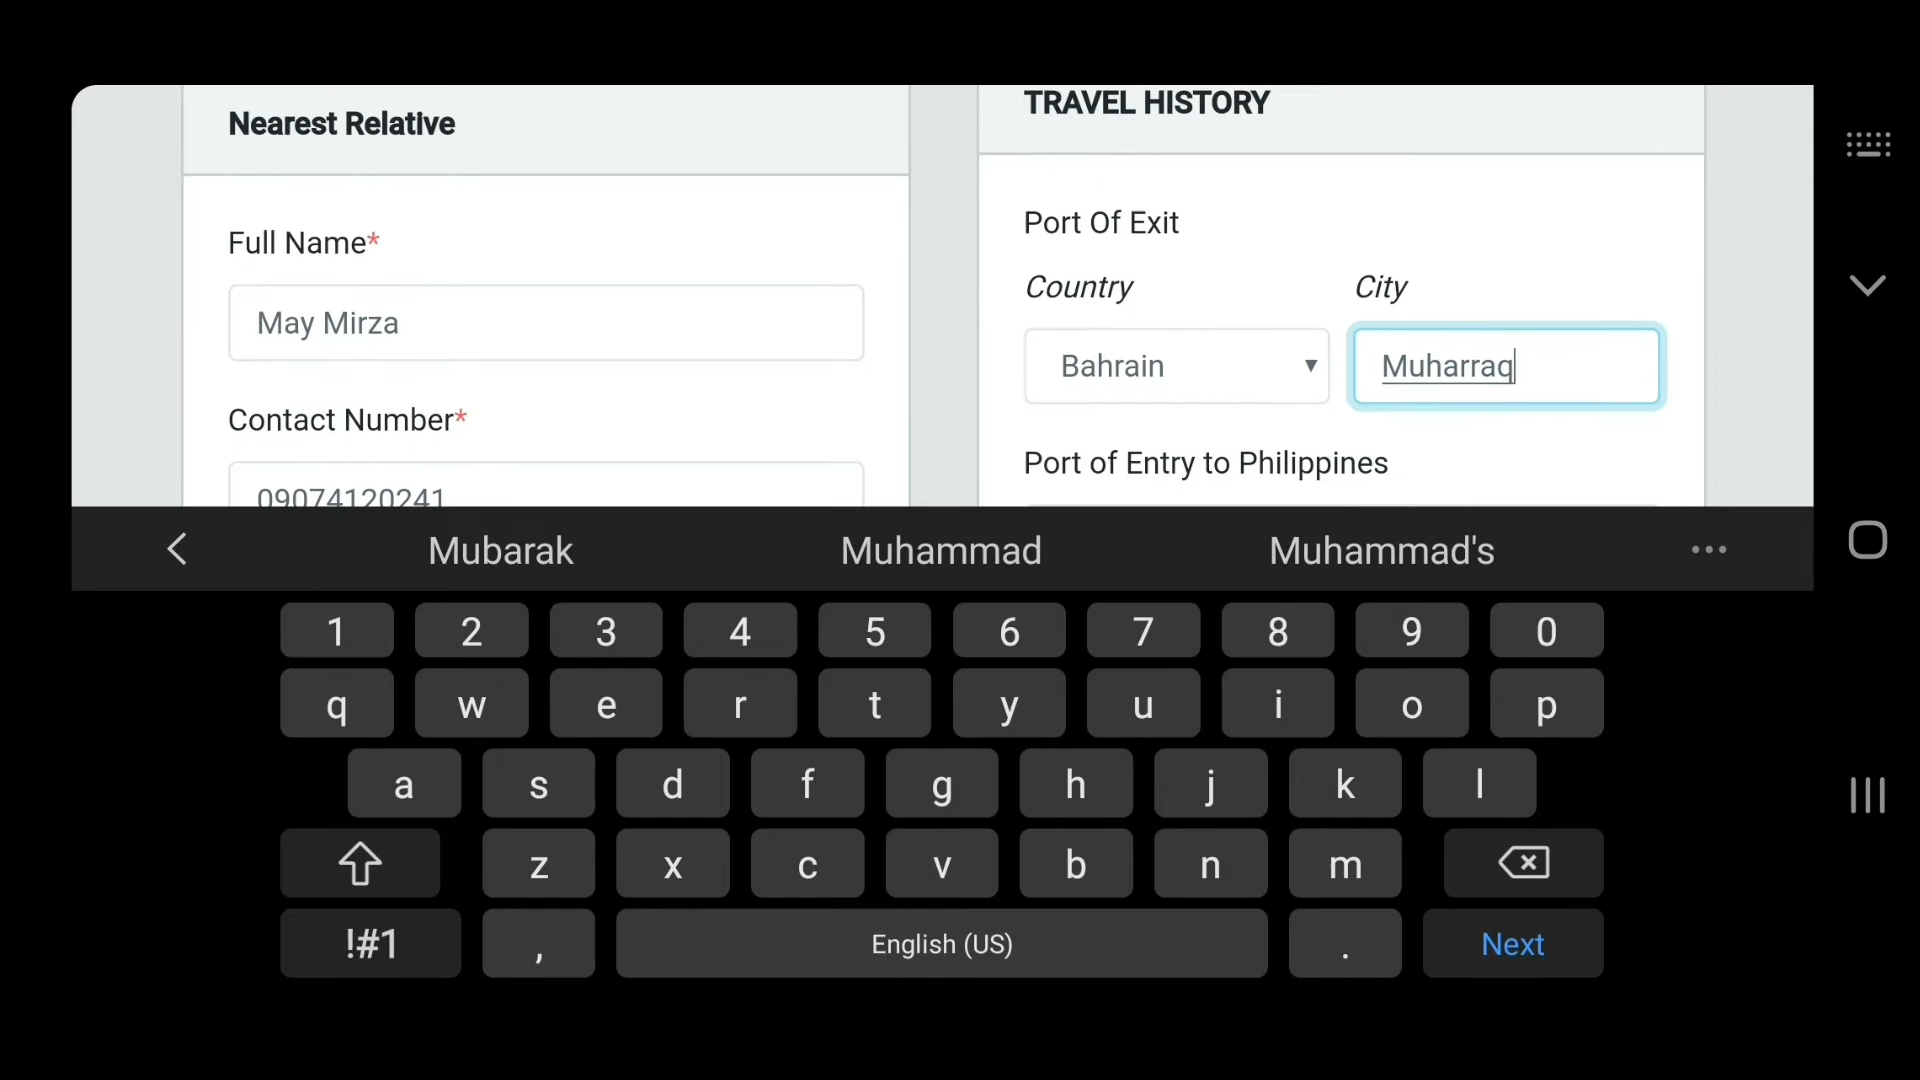 Nearest Relative
Full Name*
May Mirza
Contact Number*
09074120241
TRAVEL HISTORY
Port Of Exit
Country City
Bahrain Muharraq
Port of Entry to Philippines
Mubarak Muhammad Muhammad's
1 2 3 4 5 6 7 8 9 0
q w e r t y u i o p
a s d f g h j k l
z x c v b n m
!#1 , English (US) . Next